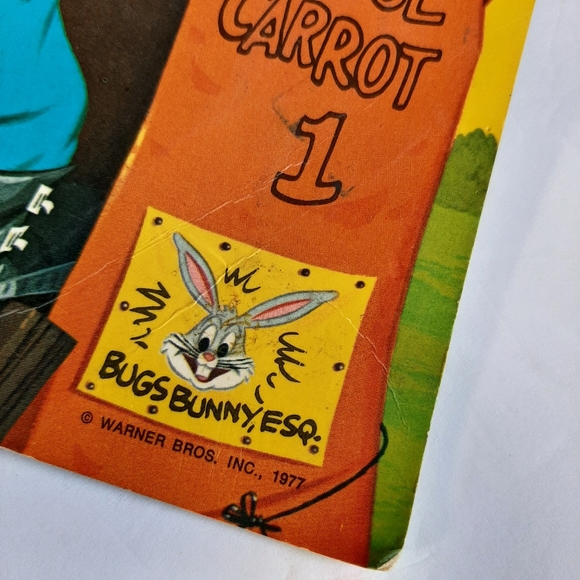 CARROT
1
BUGS BUNNY, ESQ.
© WARNER BROS. INC., 1977